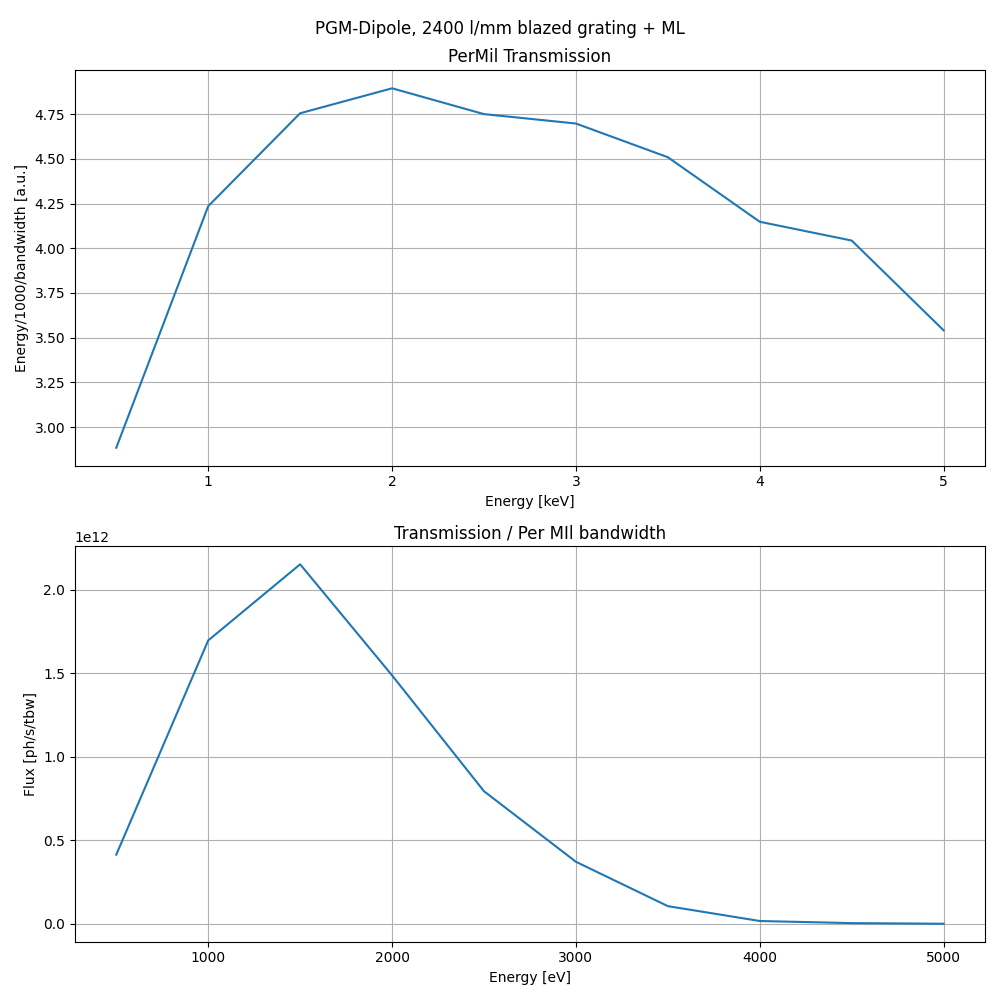 PGM-Dipole, 2400 l/mm blazed grating + ML
PerMil Transmission
Energy/1000/bandwidth [a.u.]
4.75
4.50
4.25
4.00
3.75
3.50
3.25
3.00
1 2 3 4 5
Energy [keV]
1e12
Transmission / Per MIl bandwidth
Flux [ph/s/tbw]
2.0
1.5
1.0
0.5
0.0
1000 2000 3000 4000 5000
Energy [eV]